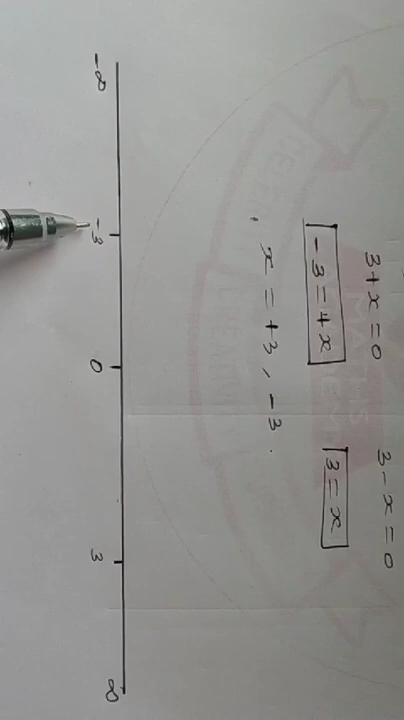 3+x=0 3-x=0
-3=+x 3=x
x=+3,-3.
-∞ -3 0 3 ∞